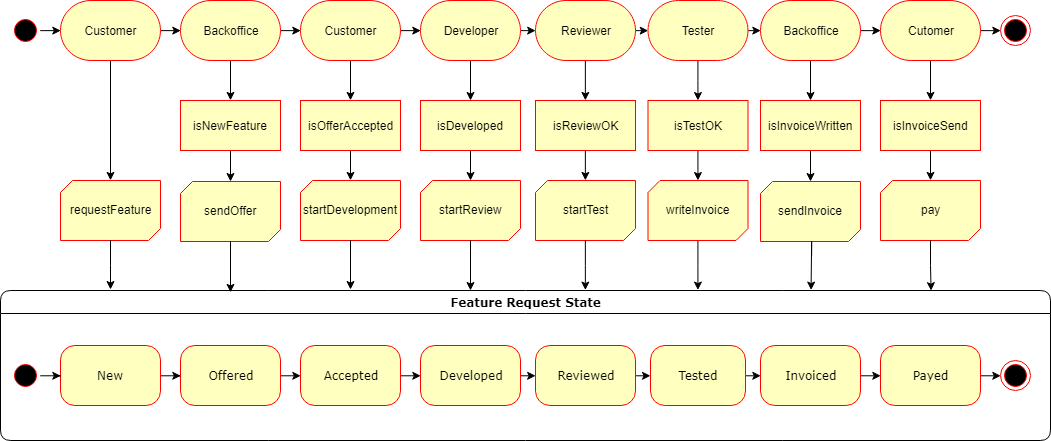 Customer
Backoffice
Customer
Developer
Reviewer
Tester
Backoffice
Cutomer
isNewFeature
isOfferAccepted
isDeveloped
isReviewOK
isTestOK
isInvoiceWritten
isInvoiceSend
requestFeature
sendOffer
startDevelopment
startReview
startTest
writeInvoice
sendInvoice
pay
Feature Request State
New
Offered
Accepted
Developed
Reviewed
Tested
Invoiced
Payed